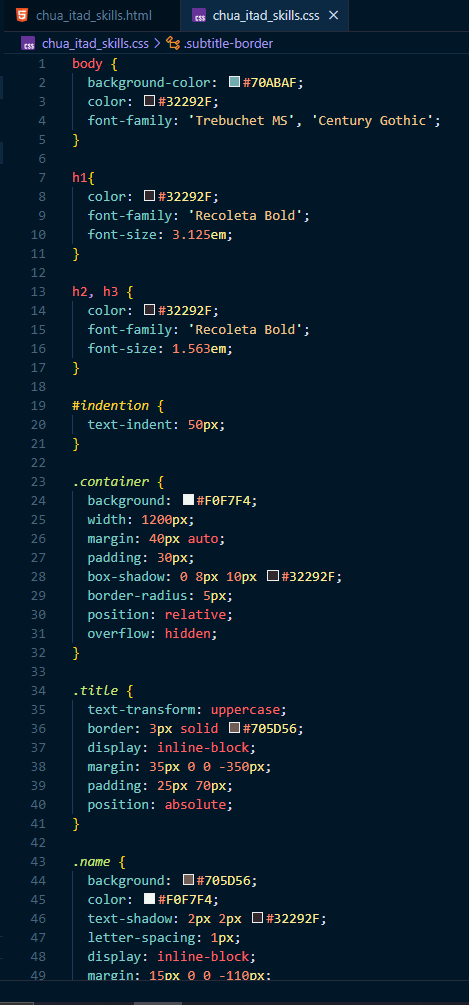 chua_itad_skills.html
chua_itad_skills.css ×
chua_itad_skills.css > .subtitle-border
1 body {
2 background-color: #70ABAF;
3 color: #32292F;
4 font-family: 'Trebuchet MS', 'Century Gothic';
5 }
6
7 h1{
8 color: #32292F;
9 font-family: 'Recoleta Bold';
10 font-size: 3.125em;
11 }
12
13 h2, h3 {
14 color: #32292F;
15 font-family: 'Recoleta Bold';
16 font-size: 1.563em;
17 }
18
19 #indention {
20 text-indent: 50px;
21 }
22
23 .container {
24 background: #F0F7F4;
25 width: 1200px;
26 margin: 40px auto;
27 padding: 30px;
28 box-shadow: 0 8px 10px #32292F;
29 border-radius: 5px;
30 position: relative;
31 overflow: hidden;
32 }
33
34 .title {
35 text-transform: uppercase;
36 border: 3px solid #705D56;
37 display: inline-block;
38 margin: 35px 0 0 -350px;
39 padding: 25px 70px;
40 position: absolute;
41 }
42
43 .name {
44 background: #705D56;
45 color: #F0F7F4;
46 text-shadow: 2px 2px #32292F;
47 letter-spacing: 1px;
48 display: inline-block;
49 margin: 15px 0 0 -110px;